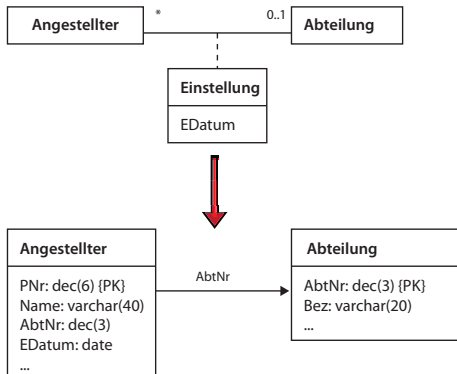 * 0..1
Angestellter Abteilung
Einstellung
EDatum
Angestellter
PNr: dec(6) {PK}
Name: varchar(40)
AbtNr: dec(3)
EDatum: date
...
AbtNr
Abteilung
AbtNr: dec(3) {PK}
Bez: varchar(20)
...